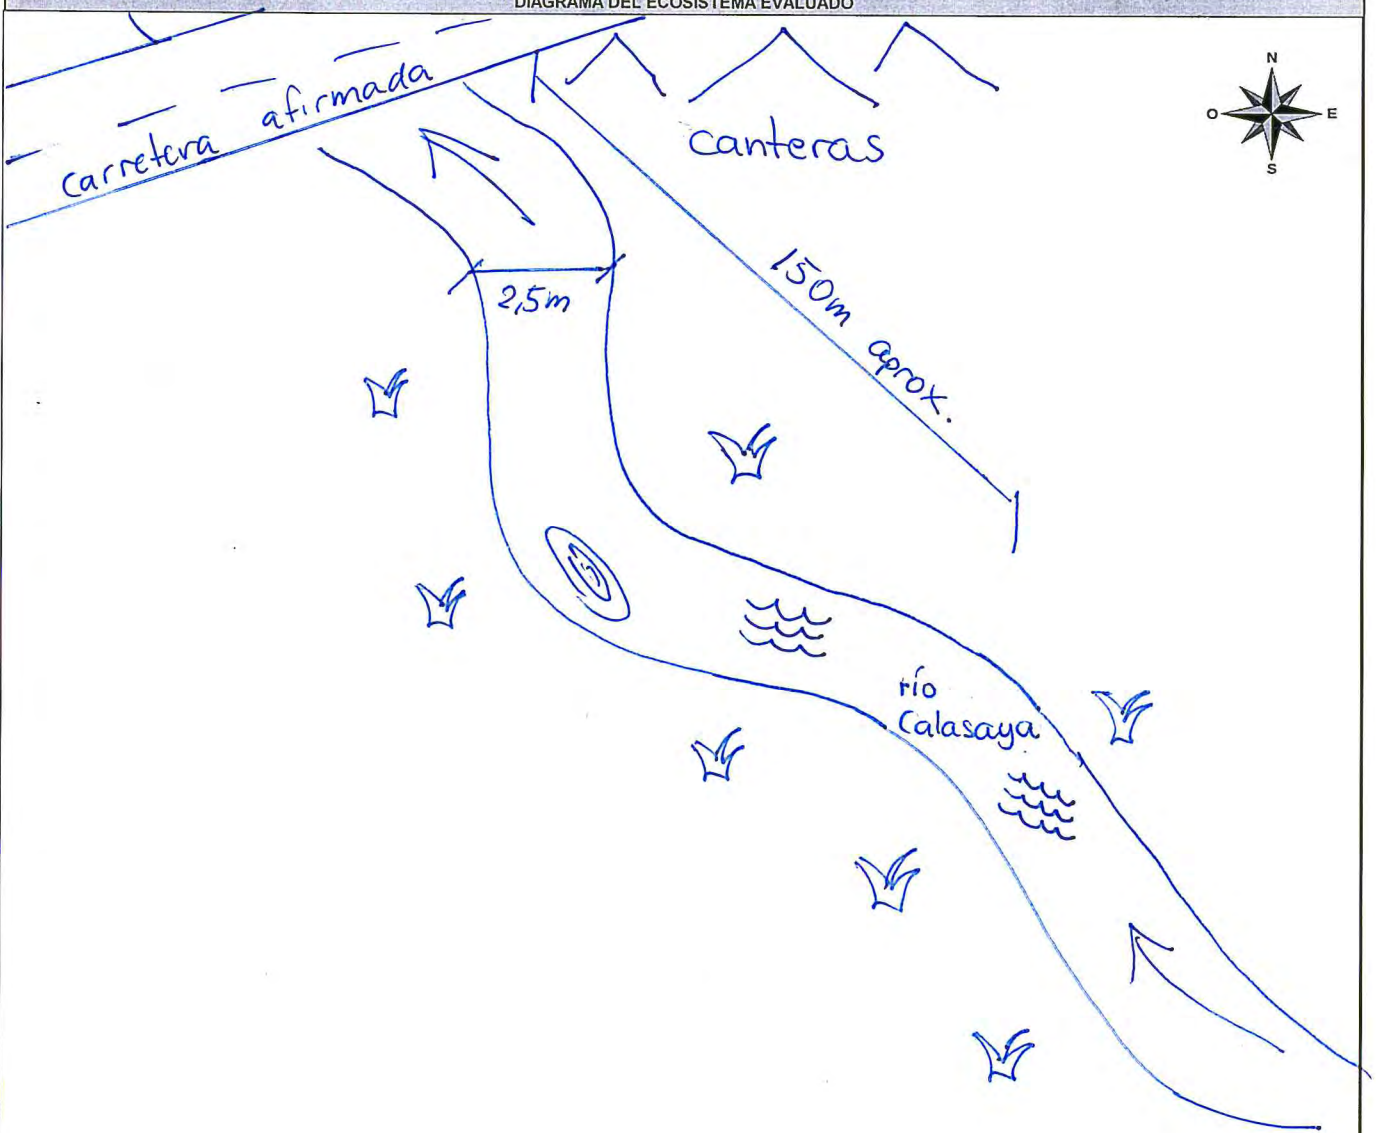 DIAGRAMA DEL ECOSISTEMA EVALUADO
N
O
E
S
carretera afirmada
canteras
150m aprox.
2,5m
río
Calasaya